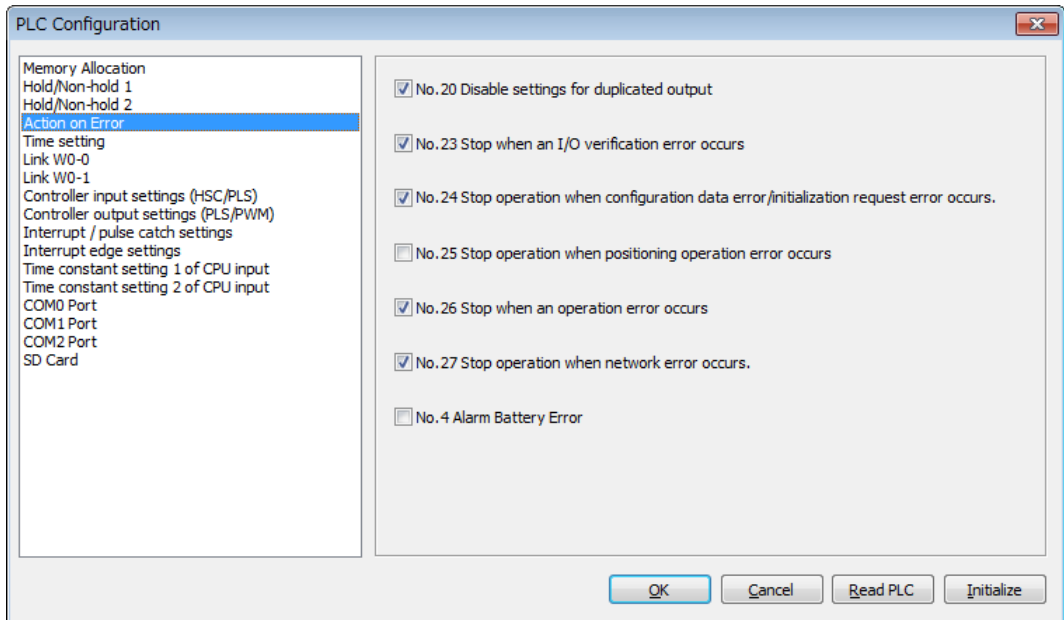 PLC Configuration
Memory Allocation
Hold/Non-hold 1
Hold/Non-hold 2
Action on Error
Time setting
Link W0-0
Link W0-1
Controller input settings (HSC/PLS)
Controller output settings (PLS/PWM)
Interrupt / pulse catch settings
Interrupt edge settings
Time constant setting 1 of CPU input
Time constant setting 2 of CPU input
COM0 Port
COM1 Port
COM2 Port
SD Card
No.20 Disable settings for duplicated output
No.23 Stop when an I/O verification error occurs
No.24 Stop operation when configuration data error/initialization request error occurs.
No.25 Stop operation when positioning operation error occurs
No.26 Stop when an operation error occurs
No.27 Stop operation when network error occurs.
No.4 Alarm Battery Error
OK
Cancel
Read PLC
Initialize